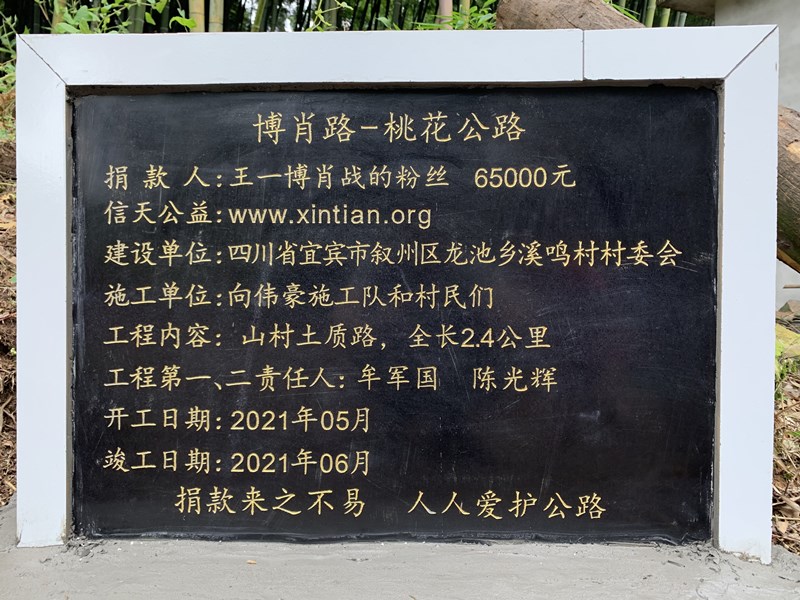 博肖路-桃花公路
捐款人:王一博肖战的粉丝 65000元
信天公益:www.xintian.org
建设单位:四川省宜宾市叙州区龙池乡溪鸣村村委会
施工单位:向伟豪施工队和村民们
工程内容: 山村土质路，全长2.4公里
工程第一、二责任人: 牟军国 陈光辉
开工日期: 2021年05月
竣工日期: 2021年06月
捐款来之不易 人人爱护公路